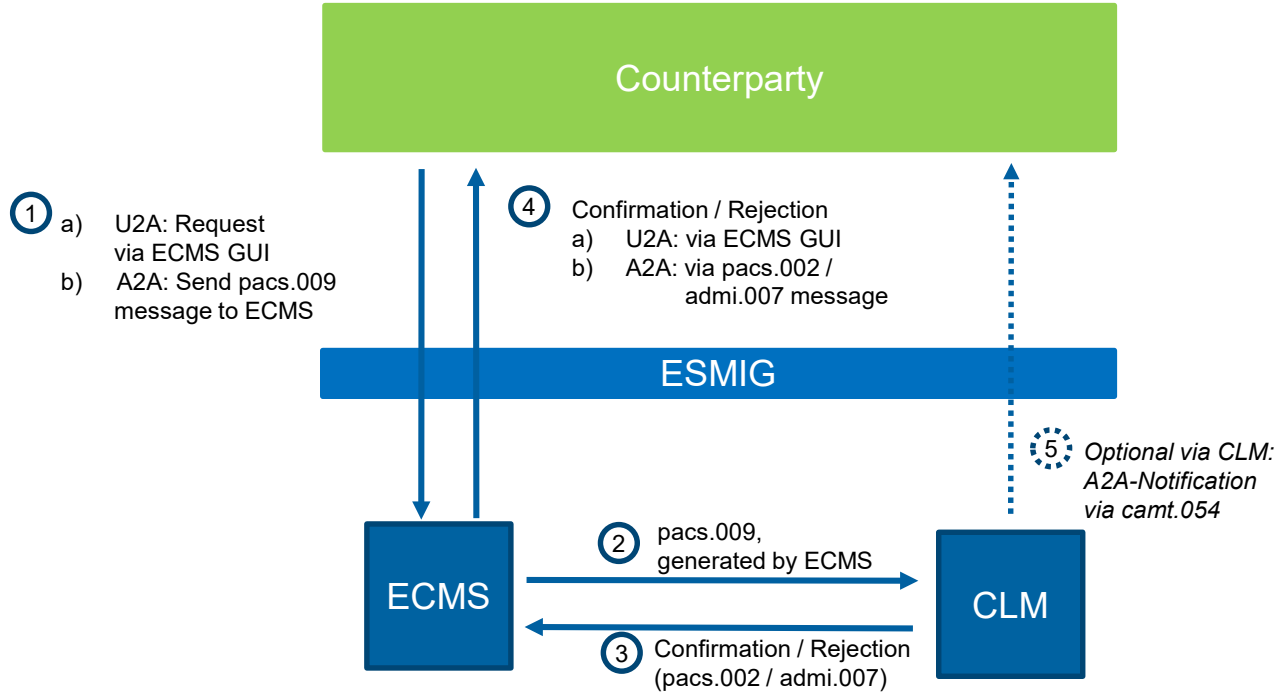 Counterparty
1
a) U2A: Request
via ECMS GUI
b) A2A: Send pacs.009
message to ECMS
4
Confirmation / Rejection
a) U2A: via ECMS GUI
b) A2A: via pacs.002 /
admi.007 message
ESMIG
5
Optional via CLM:
A2A-Notification
via camt.054
ECMS
2
pacs.009,
generated by ECMS
CLM
3
Confirmation / Rejection
(pacs.002 / admi.007)